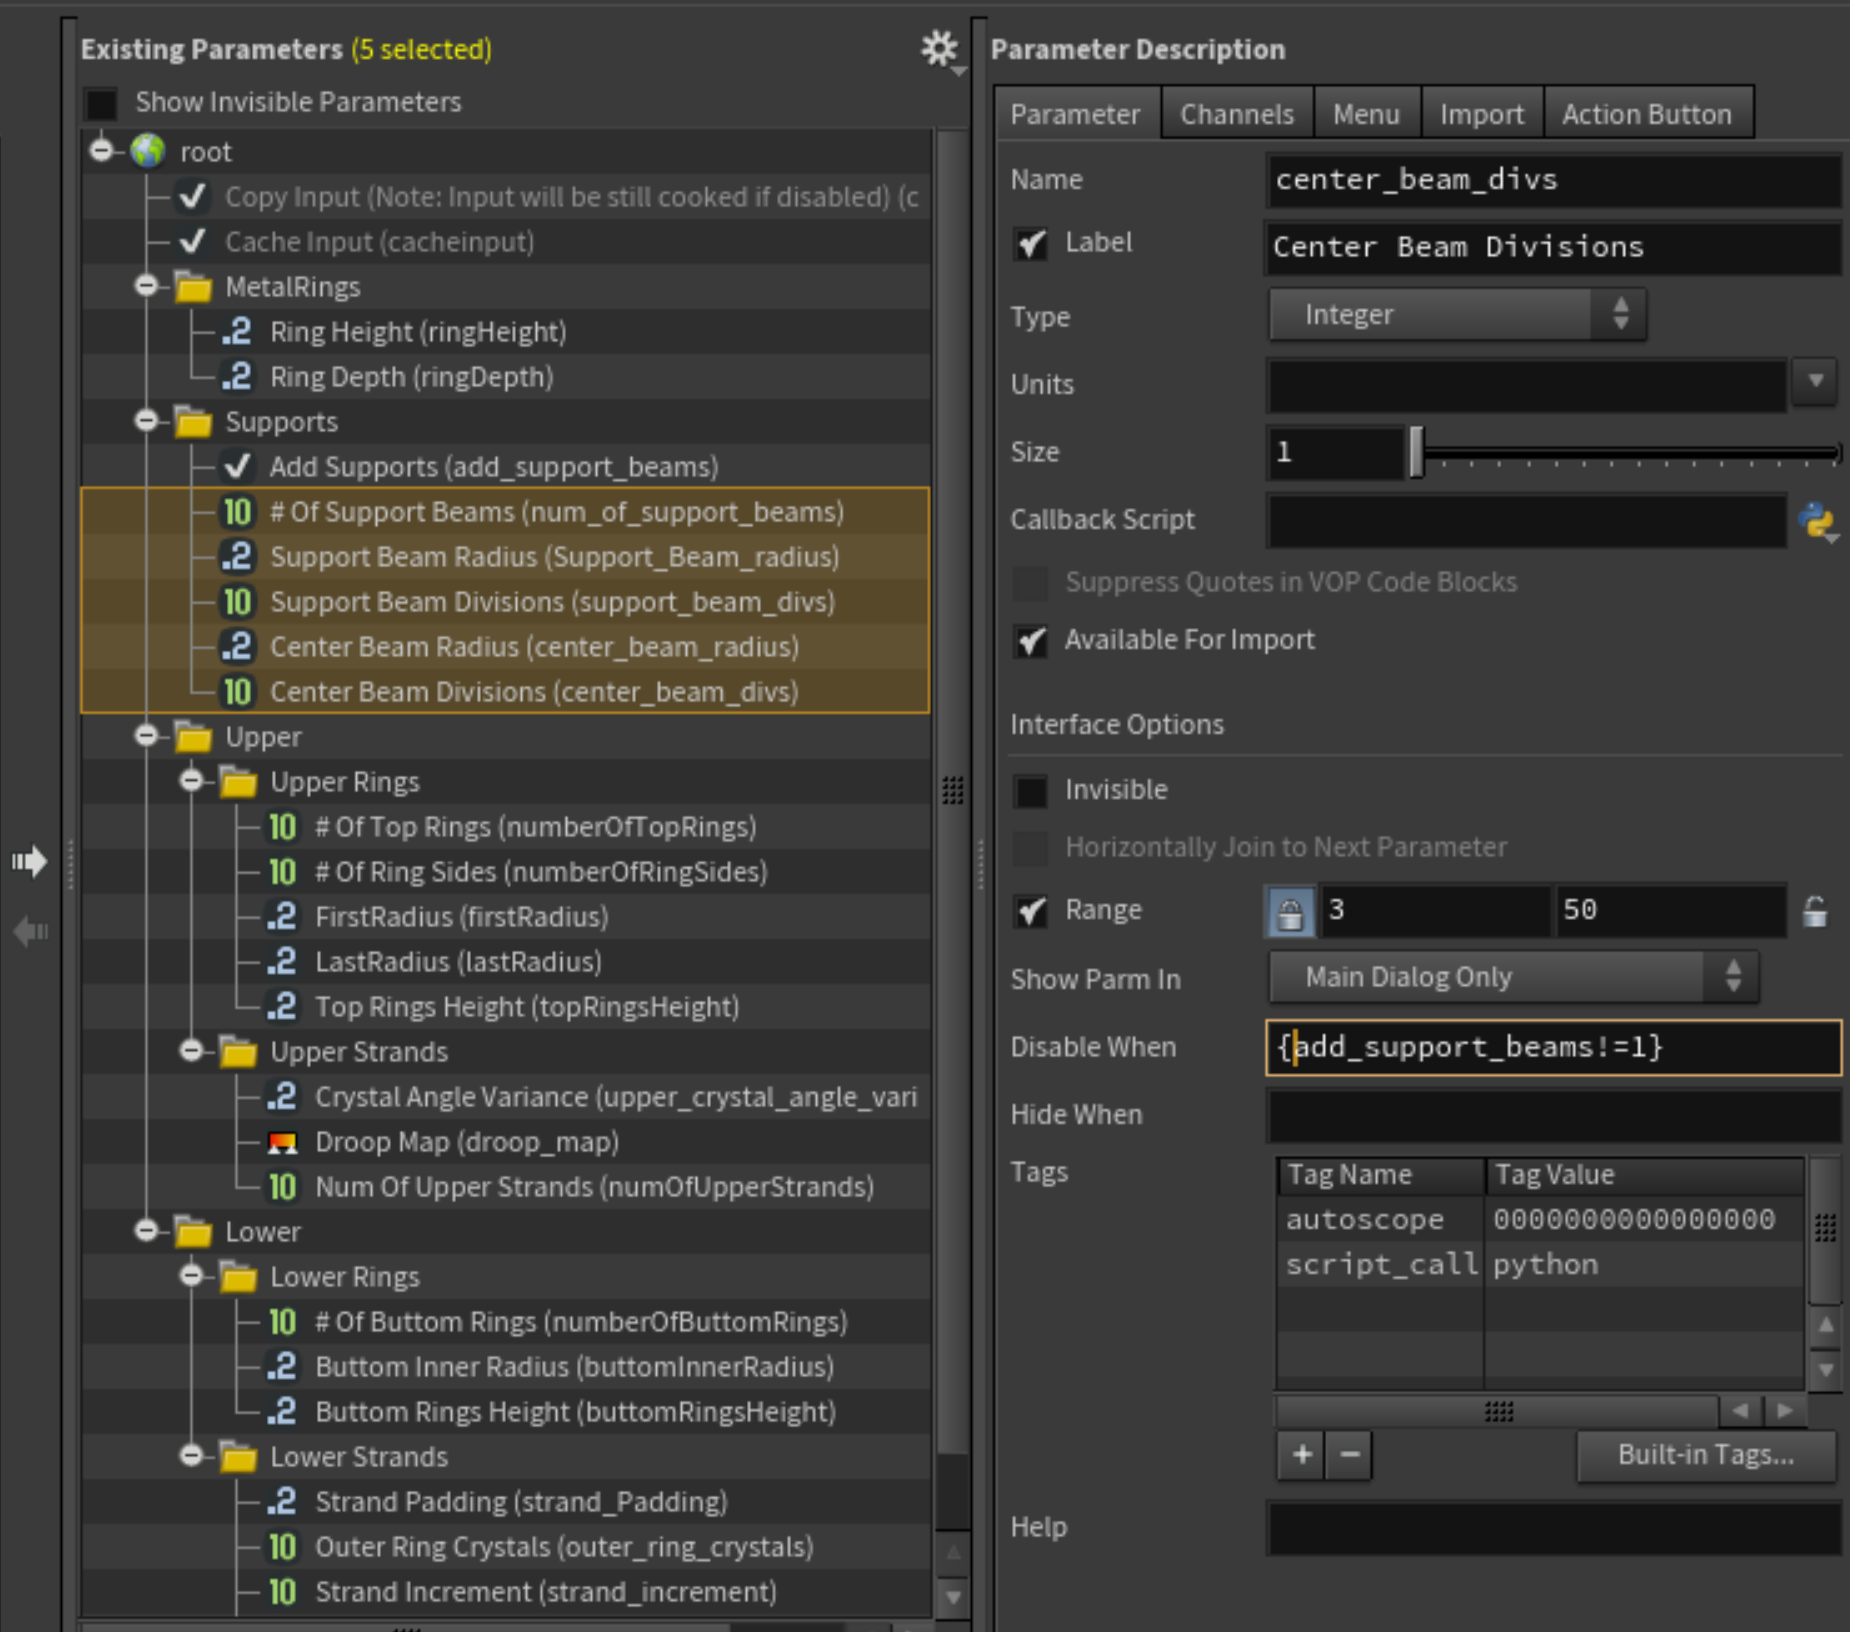 Existing Parameters (5 selected)
Show Invisible Parameters
root
Copy Input (Note: Input will be still cooked if disabled) (c
Cache Input (cacheinput)
MetalRings
.2 Ring Height (ringHeight)
.2 Ring Depth (ringDepth)
Supports
Add Supports (add_support_beams)
10 # Of Support Beams (num_of_support_beams)
.2 Support Beam Radius (Support_Beam_radius)
10 Support Beam Divisions (support_beam_divs)
.2 Center Beam Radius (center_beam_radius)
10 Center Beam Divisions (center_beam_divs)
Upper
Upper Rings
10 # Of Top Rings (numberOfTopRings)
10 # Of Ring Sides (numberOfRingSides)
.2 FirstRadius (firstRadius)
.2 LastRadius (lastRadius)
.2 Top Rings Height (topRingsHeight)
Upper Strands
.2 Crystal Angle Variance (upper_crystal_angle_vari
Droop Map (droop_map)
10 Num Of Upper Strands (numOfUpperStrands)
Lower
Lower Rings
10 # Of Buttom Rings (numberOfButtomRings)
.2 Buttom Inner Radius (buttomInnerRadius)
.2 Buttom Rings Height (buttomRingsHeight)
Lower Strands
.2 Strand Padding (strand_Padding)
10 Outer Ring Crystals (outer_ring_crystals)
10 Strand Increment (strand_increment)
Parameter Description
Parameter Channels Menu Import Action Button
Name center_beam_divs
Label Center Beam Divisions
Type Integer
Units
Size 1
Callback Script
Suppress Quotes in VOP Code Blocks
Available For Import
Interface Options
Invisible
Horizontally Join to Next Parameter
Range 3 50
Show Parm In Main Dialog Only
Disable When {add_support_beams!=1}
Hide When
Tags
Tag Name Tag Value
autoscope 0000000000000000
script_call python
+ −
Built-in Tags...
Help